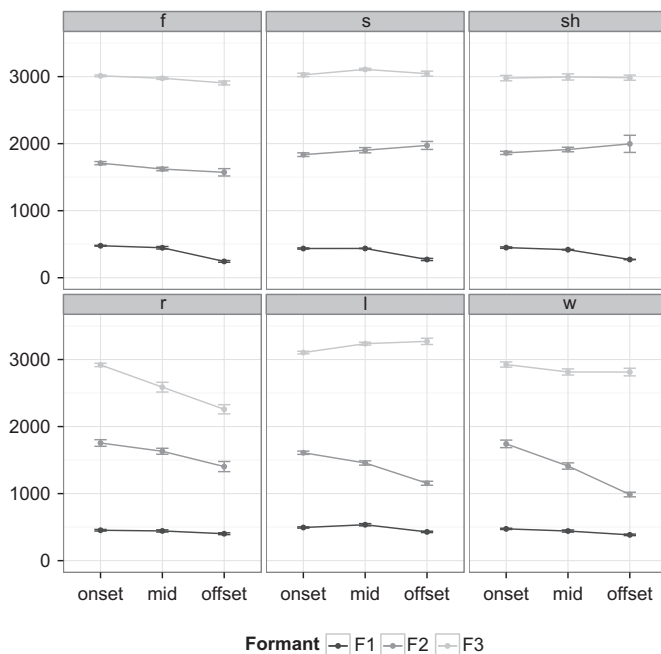 f s sh
3000
2000
1000
0
r l w
3000
2000
1000
0
onset mid offset onset mid offset onset mid offset
Formant F1 F2 F3